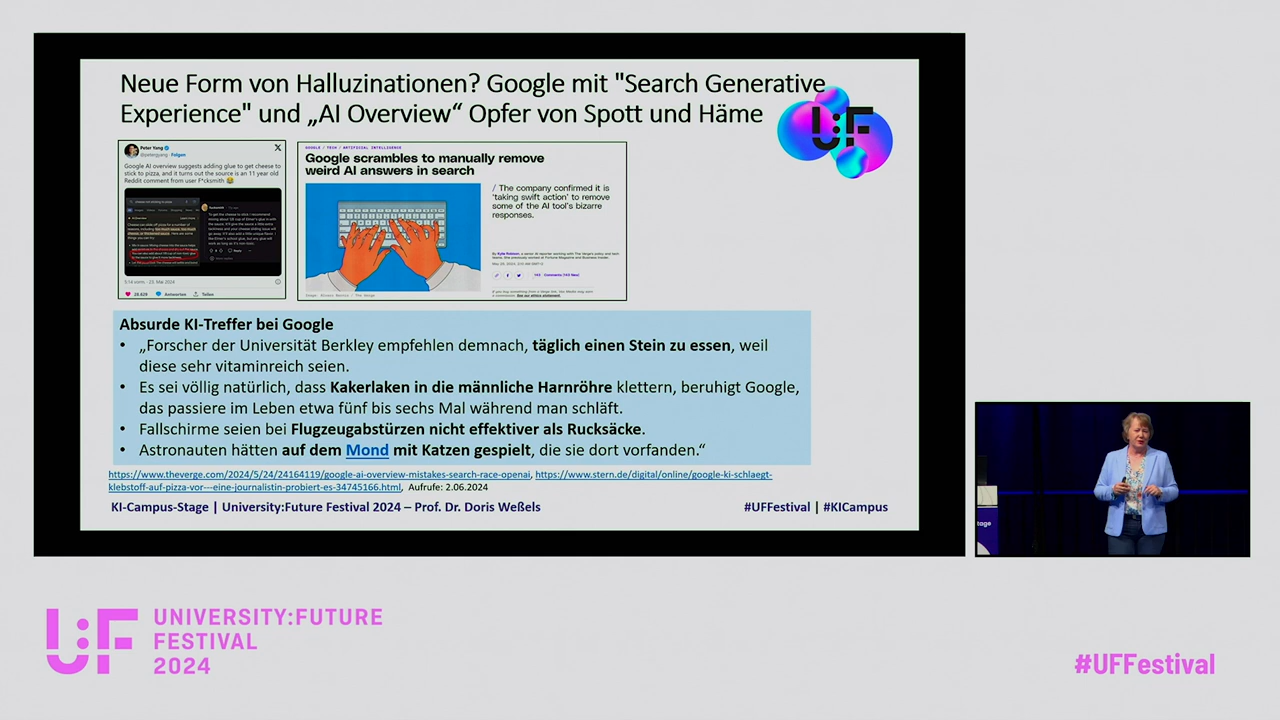 Neue Form von Halluzinationen? Google mit "Search Generative
Experience" und „AI Overview“ Opfer von Spott und Häme
U:F
Peter Yang
@petergyang · Folgen
Google AI overview suggests adding glue to get cheese to
stick to pizza, and it turns out the source is an 11 year old
Reddit comment from user F*cksmith 😂
GOOGLE / TECH / ARTIFICIAL INTELLIGENCE
Google scrambles to manually remove
weird AI answers in search
/ The company confirmed it is
‘taking swift action’ to remove
some of the AI tool’s bizarre
responses.
Antworten
Teilen
Absurde KI-Treffer bei Google
• „Forscher der Universität Berkley empfehlen demnach, täglich einen Stein zu essen, weil
diese sehr vitaminreich seien.
• Es sei völlig natürlich, dass Kakerlaken in die männliche Harnröhre klettern, beruhigt Google,
das passiere im Leben etwa fünf bis sechs Mal während man schläft.
• Fallschirme seien bei Flugzeugabstürzen nicht effektiver als Rucksäcke.
• Astronauten hätten auf dem Mond mit Katzen gespielt, die sie dort vorfanden.“
https://www.theverge.com/2024/5/24/24164119/google-ai-overview-mistakes-search-race-openai, https://www.stern.de/digital/online/google-ki-schlaegt-
klebstoff-auf-pizza-vor---eine-journalistin-probiert-es-34745166.html, Aufrufe: 2.06.2024
KI-Campus-Stage | University:Future Festival 2024 – Prof. Dr. Doris Weßels
#UFFestival | #KICampus
tage
U:F
UNIVERSITY:FUTURE
FESTIVAL
2024
#UFFestival